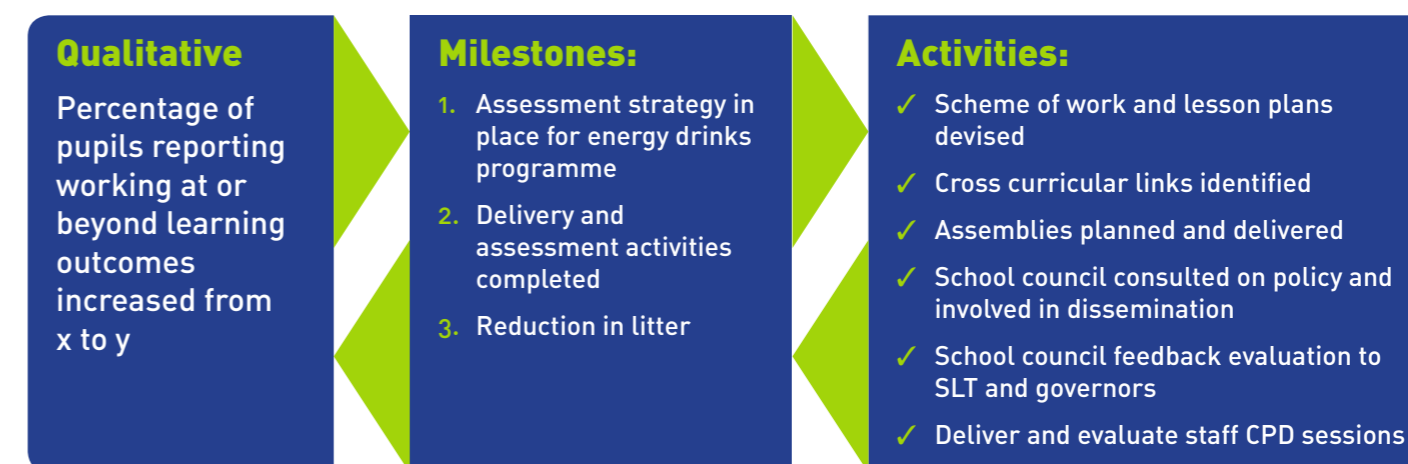 Qualitative
Percentage of
pupils reporting
working at or
beyond learning
outcomes
increased from
x to y
Milestones:
1. Assessment strategy in
place for energy drinks
programme
2. Delivery and
assessment activities
completed
3. Reduction in litter
Activities:
✓ Scheme of work and lesson plans
devised
✓ Cross curricular links identified
✓ Assemblies planned and delivered
✓ School council consulted on policy and
involved in dissemination
✓ School council feedback evaluation to
SLT and governors
✓ Deliver and evaluate staff CPD sessions